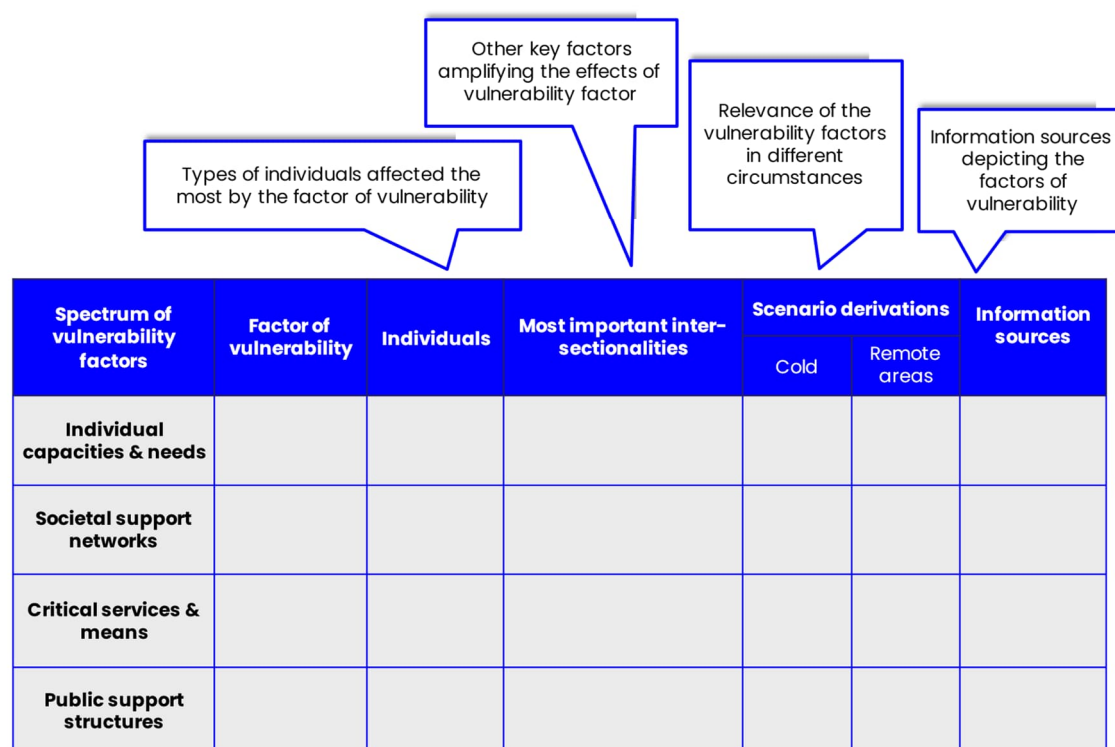 Other key factors
amplifying the effects of
vulnerability factor
Relevance of the
vulnerability factors
in different
circumstances
Information sources
depicting the
factors of
vulnerability
Types of individuals affected the
most by the factor of vulnerability
Spectrum of
vulnerability
factors
Factor of
vulnerability
Individuals
Most important inter-
sectionalities
Scenario derivations
Cold
Remote
areas
Information
sources
Individual
capacities & needs
Societal support
networks
Critical services &
means
Public support
structures